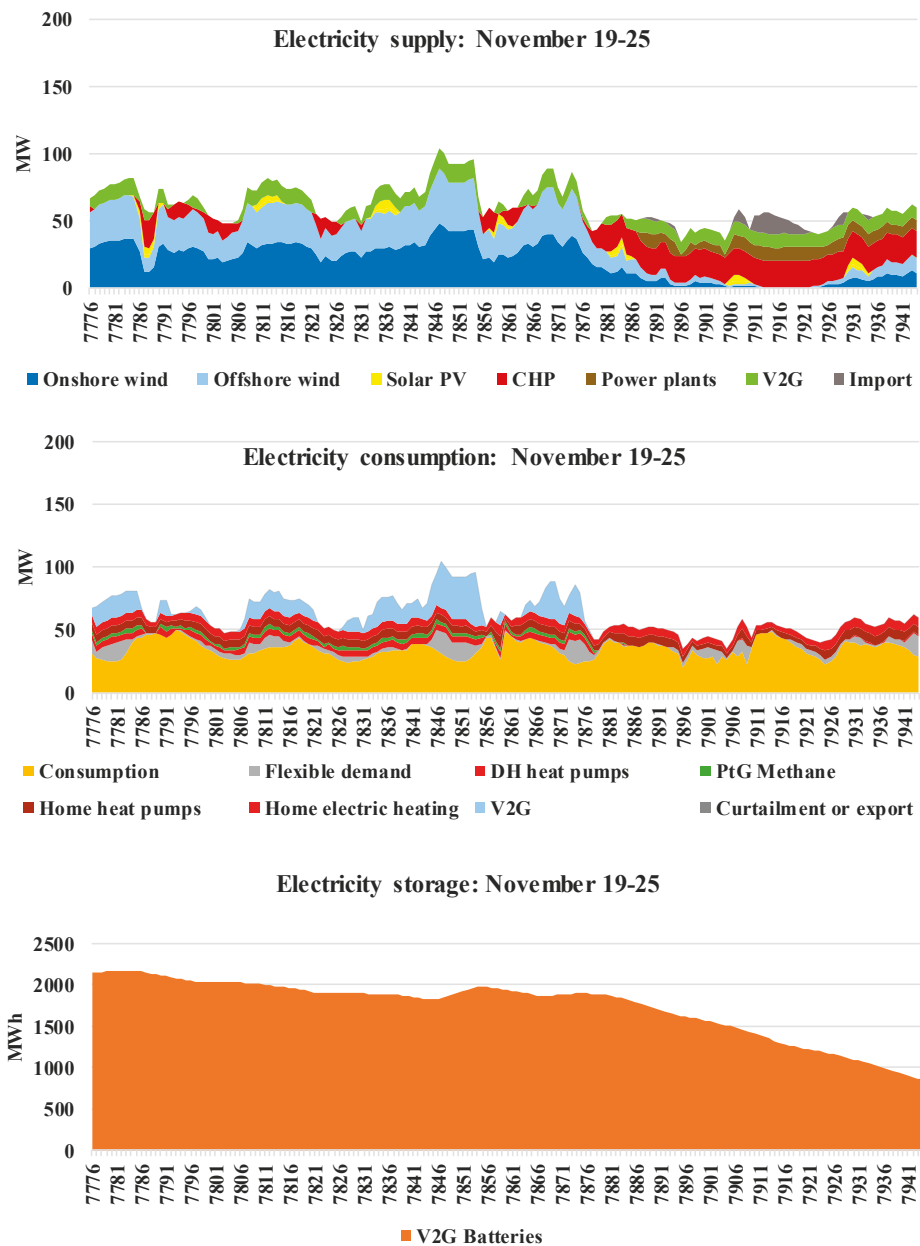 Electricity supply: November 19-25
200
150
100
50
0
MW
7776 7781 7786 7791 7796 7801 7806 7811 7816 7821 7826 7831 7836 7841 7846 7851 7856 7861 7866 7871 7876 7881 7886 7891 7896 7901 7906 7911 7916 7921 7926 7931 7936 7941
Onshore wind Offshore wind Solar PV CHP Power plants V2G Import
Electricity consumption: November 19-25
200
150
100
50
0
MW
7776 7781 7786 7791 7796 7801 7806 7811 7816 7821 7826 7831 7836 7841 7846 7851 7856 7861 7866 7871 7876 7881 7886 7891 7896 7901 7906 7911 7916 7921 7926 7931 7936 7941
Consumption Flexible demand DH heat pumps PtG Methane
Home heat pumps Home electric heating V2G Curtailment or export
Electricity storage: November 19-25
2500
2000
1500
1000
500
0
MWh
7776 7781 7786 7791 7796 7801 7806 7811 7816 7821 7826 7831 7836 7841 7846 7851 7856 7861 7866 7871 7876 7881 7886 7891 7896 7901 7906 7911 7916 7921 7926 7931 7936 7941
V2G Batteries